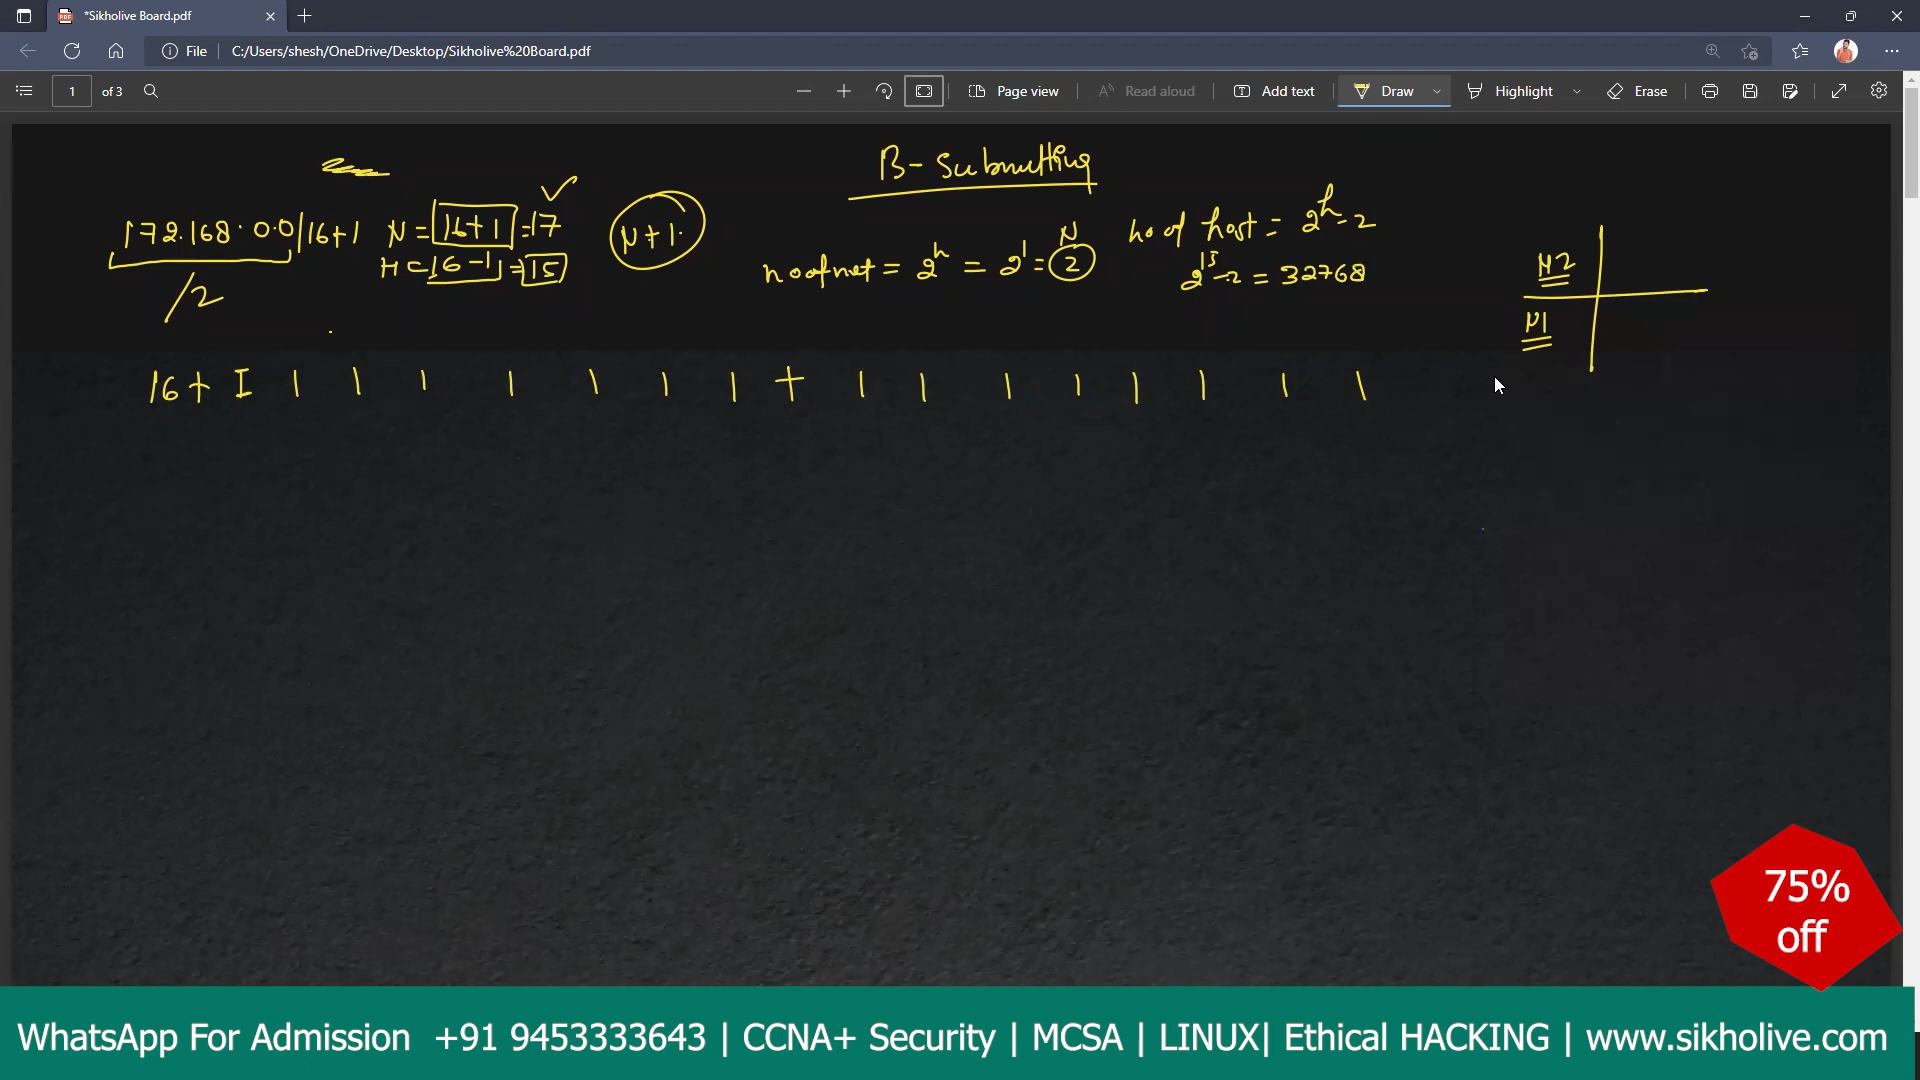 *Sikholive Board.pdf
File C:/Users/shesh/OneDrive/Desktop/Sikholive%20Board.pdf
1 of 3 Page view Read aloud Add text Draw Highlight Erase
B- Subnetting
172.168.0.0/16+1 N = 16+1 = 17
H = 16-1 = 15
N+1.
/2
no of net = 2^n = 2^1 = 2
N
no of host = 2^h - 2
2^15 - 2 = 32768
N2
N1
16 + I | | | | | | | + | | | | | | | |
75%
off
WhatsApp For Admission +91 9453333643 | CCNA+ Security | MCSA | LINUX| Ethical HACKING | www.sikholive.com